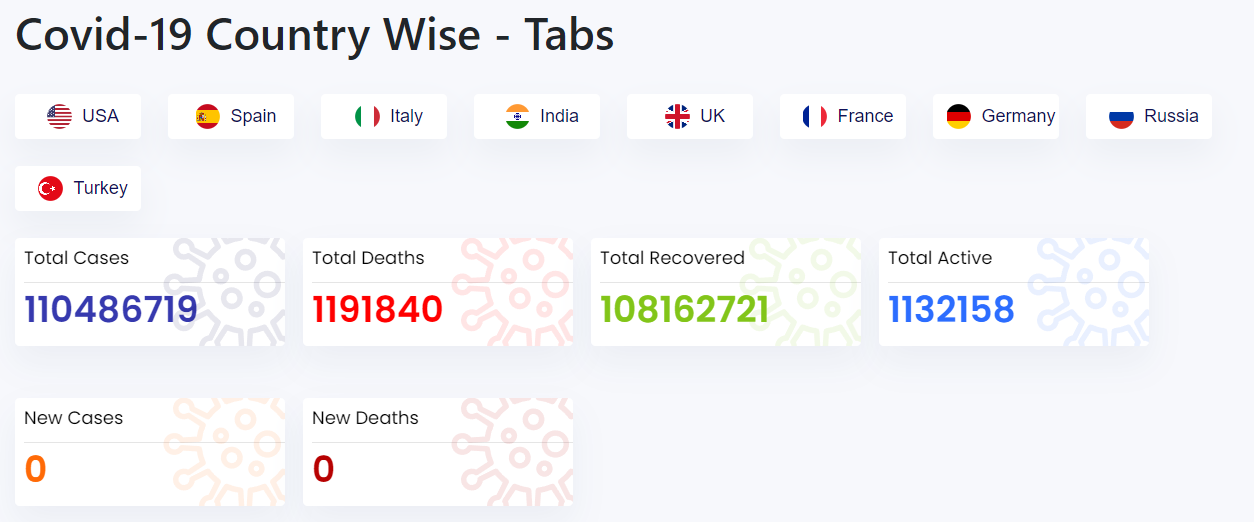 Covid-19 Country Wise - Tabs
USA Spain Italy India UK France Germany Russia
Turkey
Total Cases Total Deaths Total Recovered Total Active
110486719 1191840 108162721 1132158
New Cases New Deaths
0 0